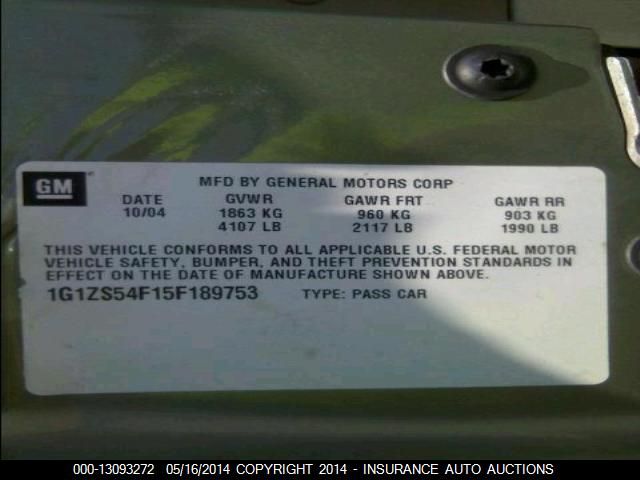 GM
MFD BY GENERAL MOTORS CORP
DATE GVWR GAWR FRT GAWR RR
10/04 1863 KG 960 KG 903 KG
4107 LB 2117 LB 1990 LB
THIS VEHICLE CONFORMS TO ALL APPLICABLE U.S. FEDERAL MOTOR
VEHICLE SAFETY, BUMPER, AND THEFT PREVENTION STANDARDS IN
EFFECT ON THE DATE OF MANUFACTURE SHOWN ABOVE.
1G1ZS54F15F189753 TYPE: PASS CAR
000-13093272 05/16/2014 COPYRIGHT 2014 - INSURANCE AUTO AUCTIONS